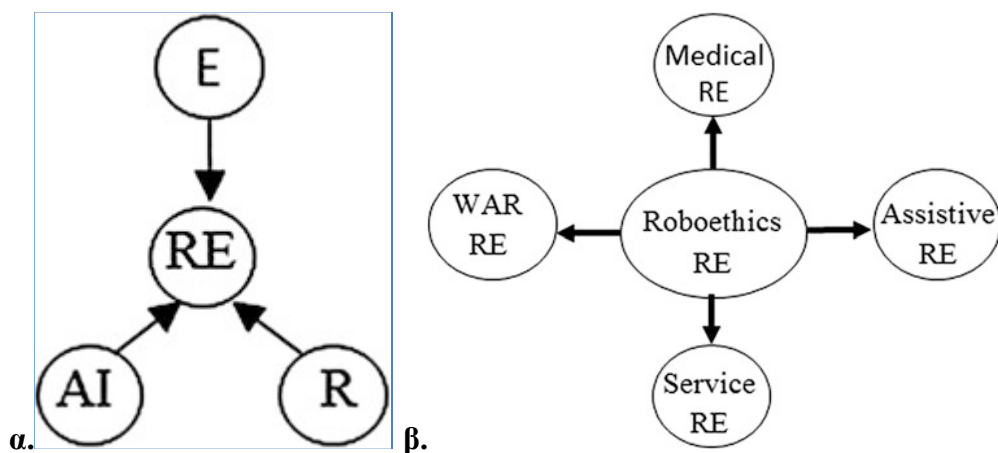 E
RE
AI
R
α.
Medical
RE
WAR
RE
Roboethics
RE
Assistive
RE
Service
RE
β.